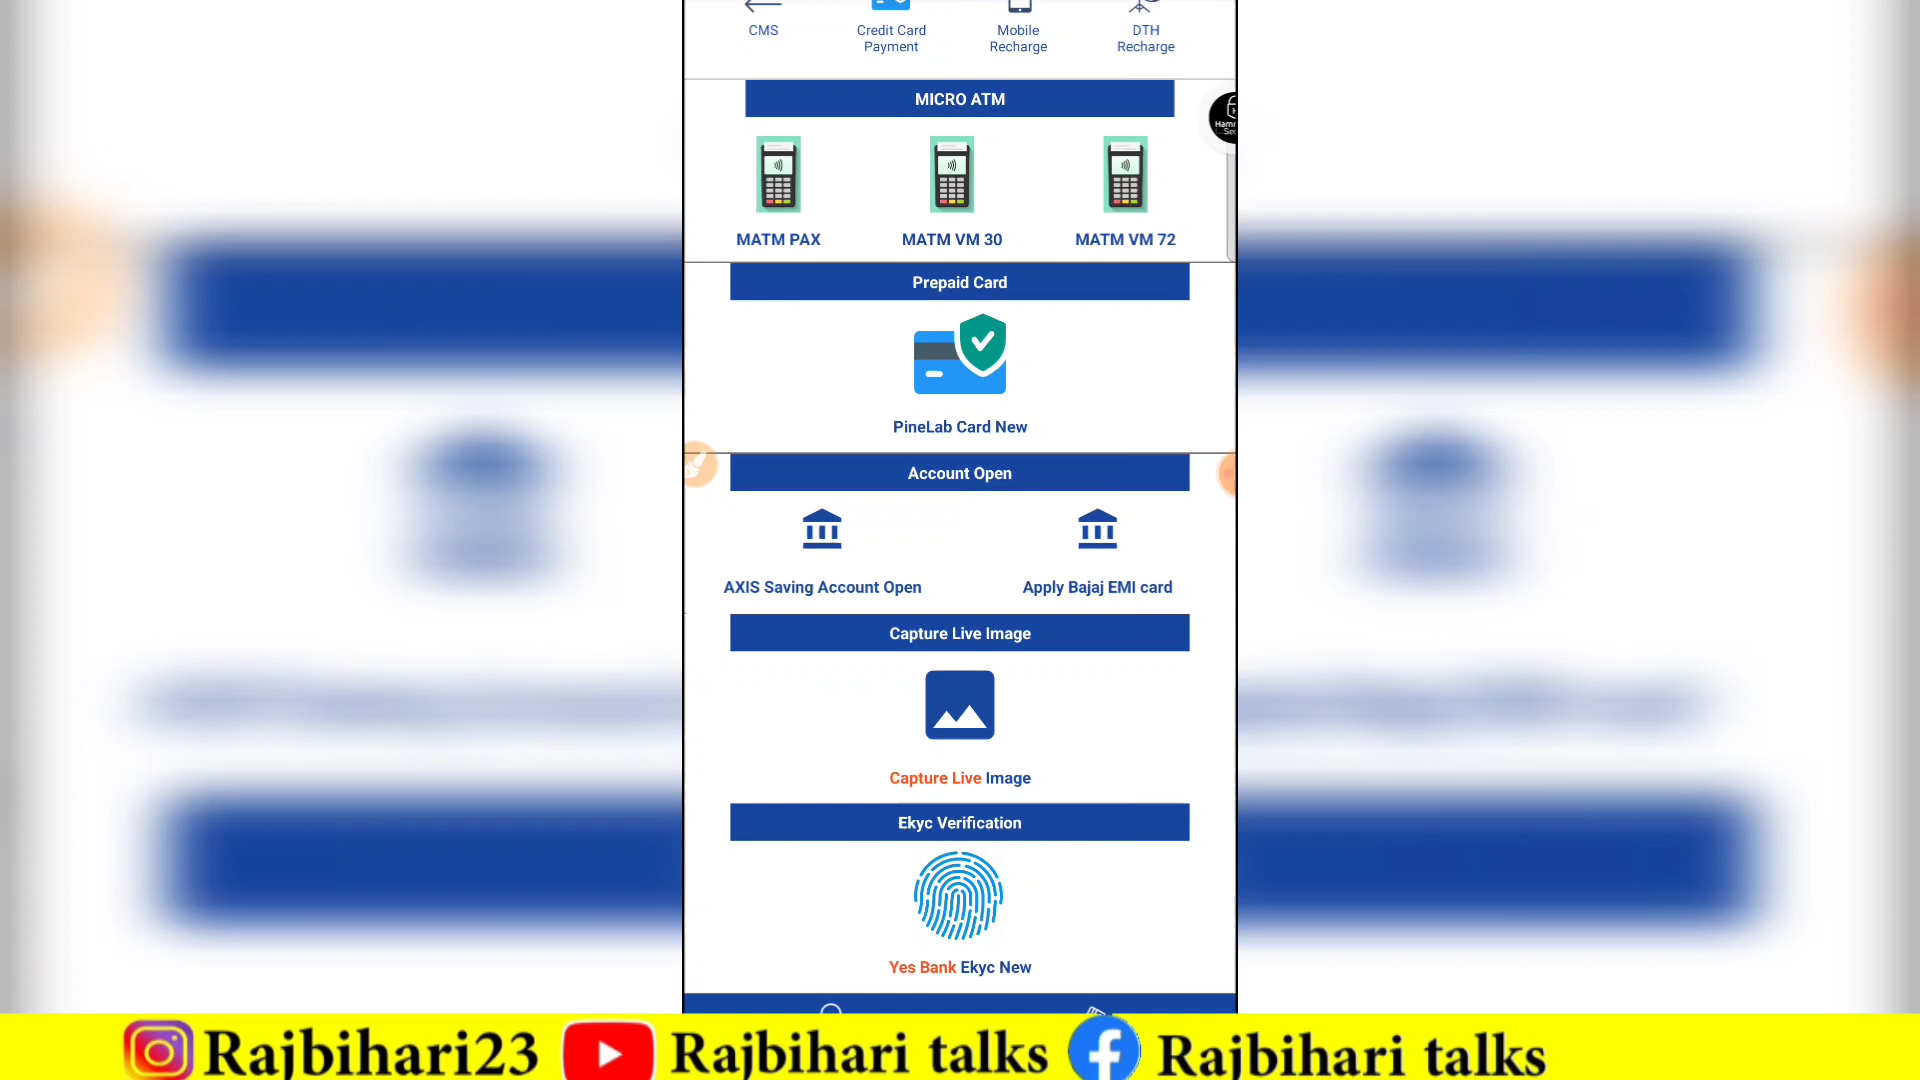 CMS
Credit Card
Payment
Mobile
Recharge
DTH
Recharge
MICRO ATM
MATM PAX
MATM VM 30
MATM VM 72
Prepaid Card
PineLab Card New
Account Open
AXIS Saving Account Open
Apply Bajaj EMI card
Capture Live Image
Capture Live Image
Ekyc Verification
Yes Bank Ekyc New
Rajbihari23
Rajbihari talks
Rajbihari talks